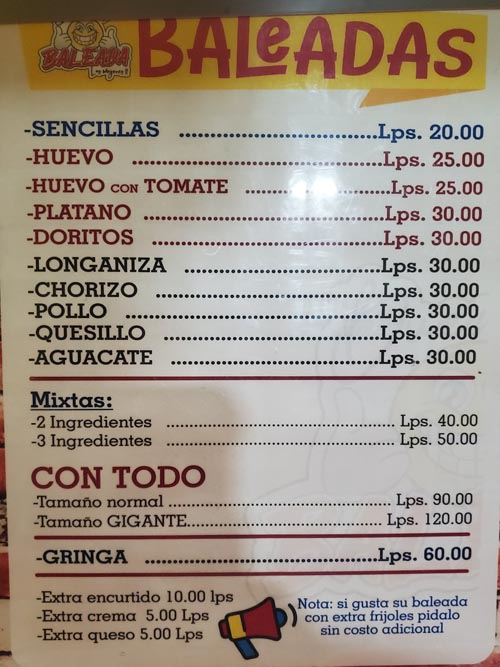 BALEADA
BALeADAS
-SENCILLAS ..............................Lps. 20.00
-HUEVO ......................................Lps. 25.00
-HUEVO CON TOMATE ......................Lps. 25.00
-PLATANO ....................................Lps. 30.00
-DORITOS ...................................Lps. 30.00
-LONGANIZA ..............................Lps. 30.00
-CHORIZO ..................................Lps. 30.00
-POLLO ......................................Lps. 30.00
-QUESILLO .................................Lps. 30.00
-AGUACATE ................................Lps. 30.00
Mixtas:
-2 Ingredientes .......................................... Lps. 40.00
-3 Ingredientes .......................................... Lps. 50.00
CON TODO
-Tamaño normal .......................................... Lps. 90.00
-Tamaño GIGANTE.................................... Lps. 120.00
-GRINGA ....................................Lps. 60.00
-Extra encurtido 10.00 lps
-Extra crema 5.00 Lps
-Extra queso 5.00 Lps
Nota: si gusta su baleada
con extra frijoles pidalo
sin costo adicional